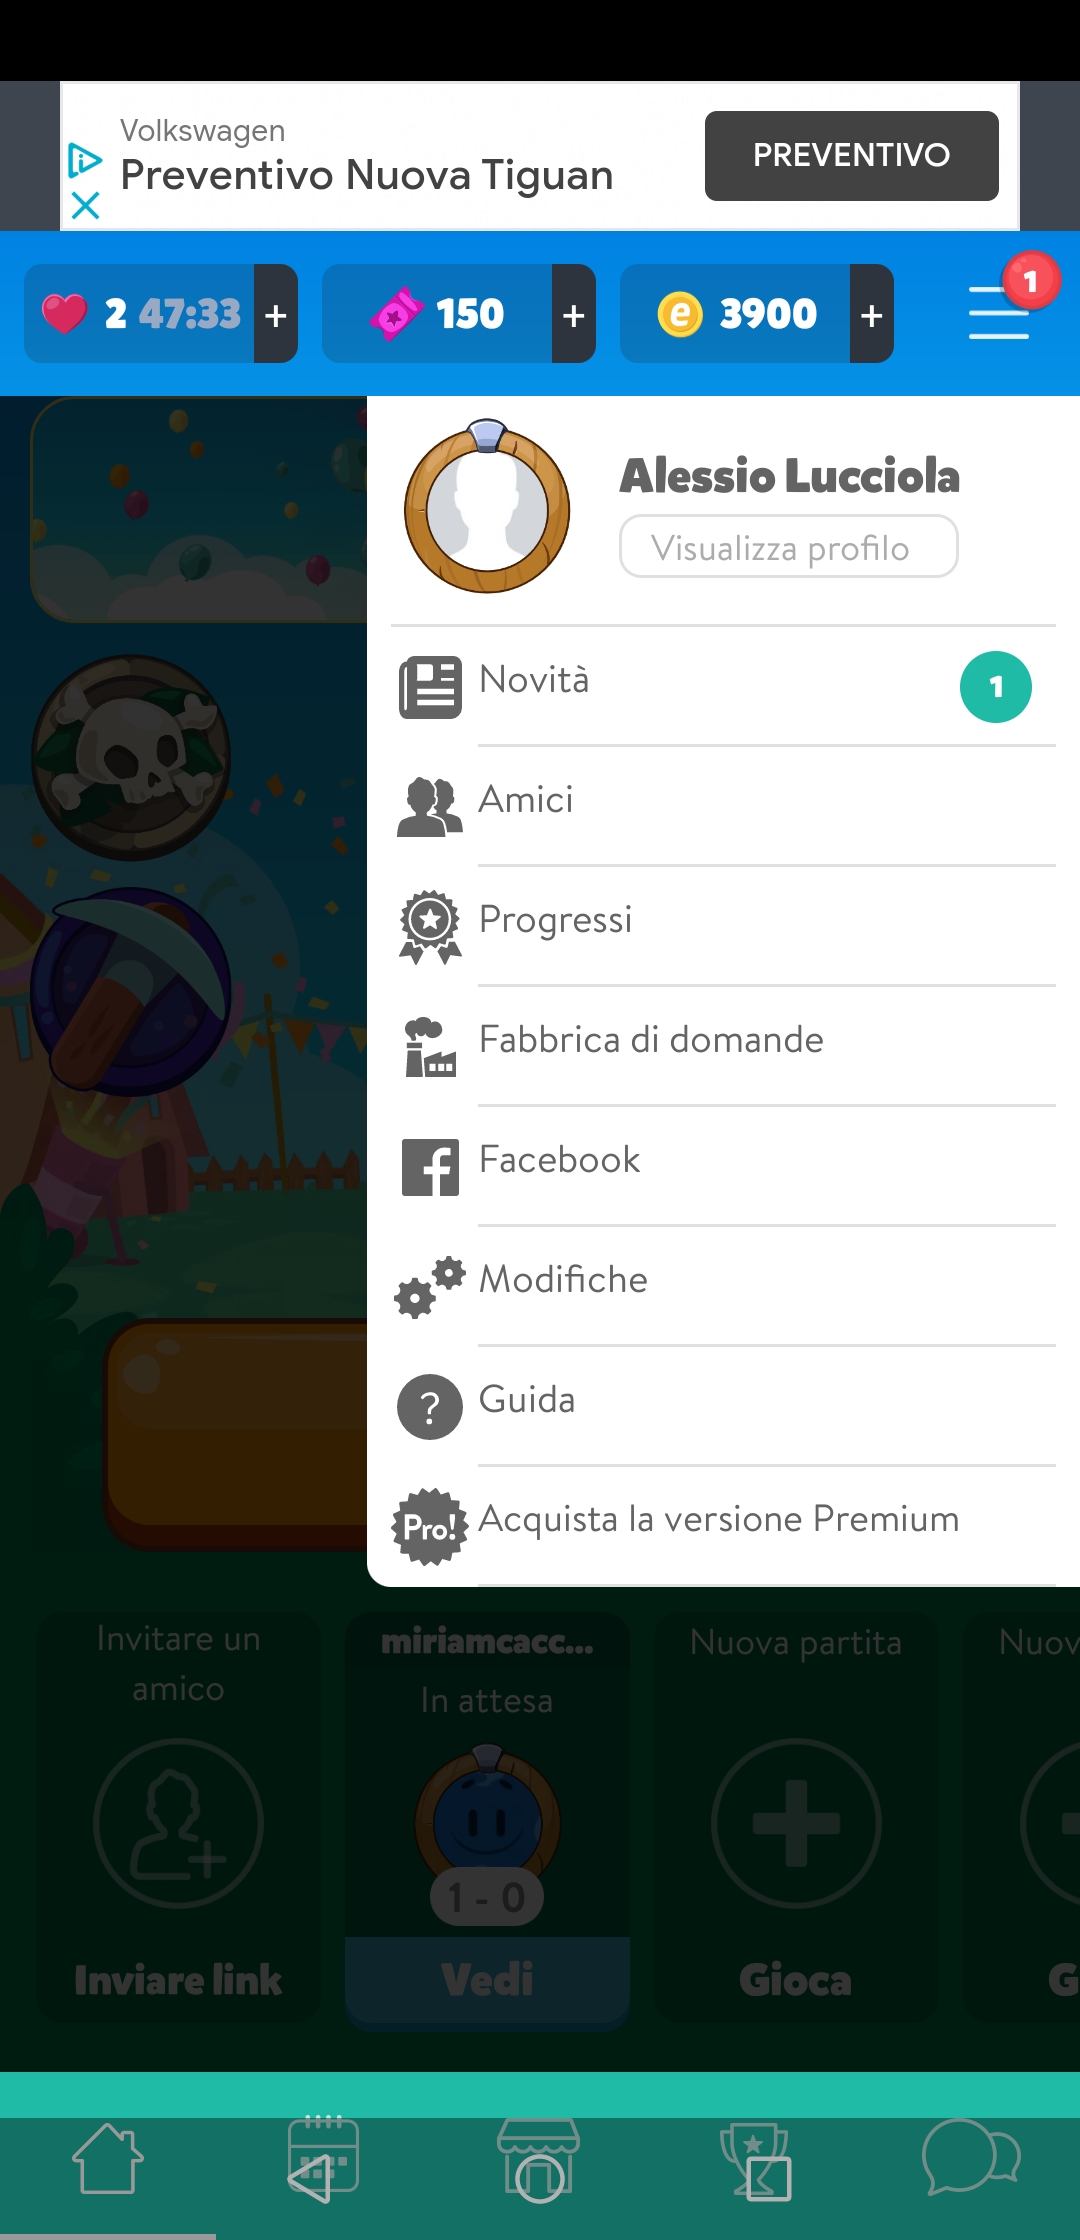 Volkswagen
Preventivo Nuova Tiguan
PREVENTIVO
2 47:33 +
150 +
3900 +
1
Alessio Lucciola
Visualizza profilo
Novità
1
Amici
Progressi
Fabbrica di domande
Facebook
Modifiche
Guida
Pro! Acquista la versione Premium
Invitare un
amico
Inviare link
miriamcacc...
In attesa
1 - 0
Vedi
Nuova partita
Gioca
Nuov
G